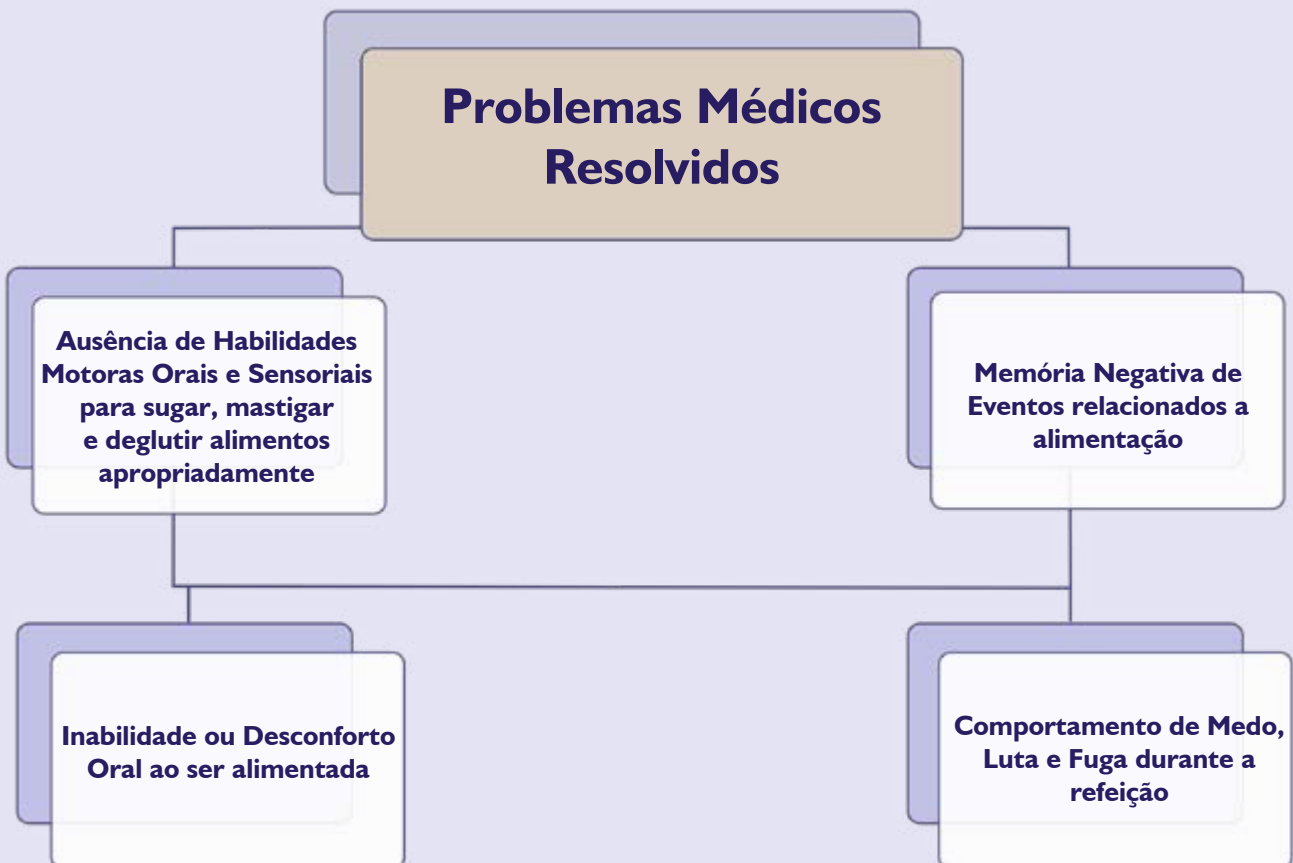 Problemas Médicos
Resolvidos
Ausência de Habilidades
Motoras Orais e Sensoriais
para sugar, mastigar
e deglutir alimentos
apropriadamente
Memória Negativa de
Eventos relacionados a
alimentação
Inabilidade ou Desconforto
Oral ao ser alimentada
Comportamento de Medo,
Luta e Fuga durante a
refeição